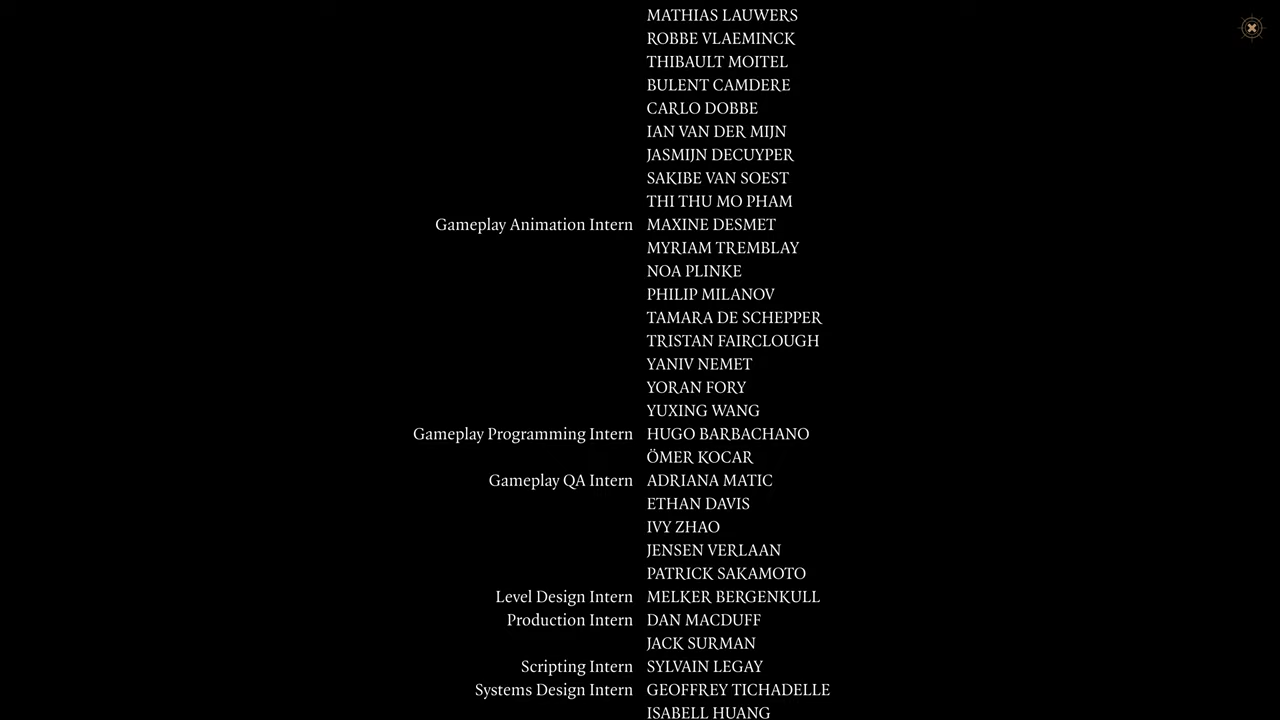 MATHIAS LAUWERS
ROBBE VLAEMINCK
THIBAULT MOITEL
BULENT CAMDERE
CARLO DOBBE
IAN VAN DER MIJN
JASMIJN DECUYPER
SAKIBE VAN SOEST
THI THU MO PHAM
Gameplay Animation Intern MAXINE DESMET
MYRIAM TREMBLAY
NOA PLINKE
PHILIP MILANOV
TAMARA DE SCHEPPER
TRISTAN FAIRCLOUGH
YANIV NEMET
YORAN FORY
YUXING WANG
Gameplay Programming Intern HUGO BARBACHANO
ÖMER KOCAR
Gameplay QA Intern ADRIANA MATIC
ETHAN DAVIS
IVY ZHAO
JENSEN VERLAAN
PATRICK SAKAMOTO
Level Design Intern MELKER BERGENKULL
Production Intern DAN MACDUFF
JACK SURMAN
Scripting Intern SYLVAIN LEGAY
Systems Design Intern GEOFFREY TICHADELLE
ISABELL HUANG